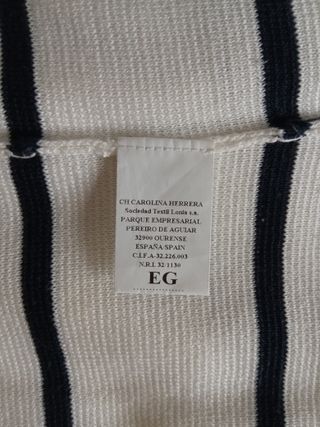 CH CAROLINA HERRERA
Sociedad Textil Lonia s.a.
PARQUE EMPRESARIAL
PEREIRO DE AGUIAR
32900 OURENSE
ESPAÑA/SPAIN
C.I.F.A-32.226.003
N.R.I. 32/1130
EG